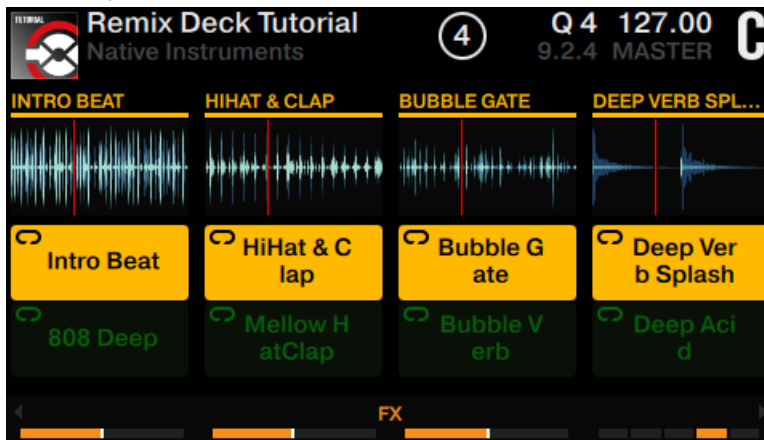 TUTORIAL
Remix Deck Tutorial
Native Instruments
4
Q 4 127.00
9.2.4 MASTER
C
INTRO BEAT
HIHAT & CLAP
BUBBLE GATE
DEEP VERB SPL...
Intro Beat
HiHat & C
lap
Bubble G
ate
Deep Ver
b Splash
808 Deep
Mellow H
atClap
Bubble V
erb
Deep Aci
d
FX